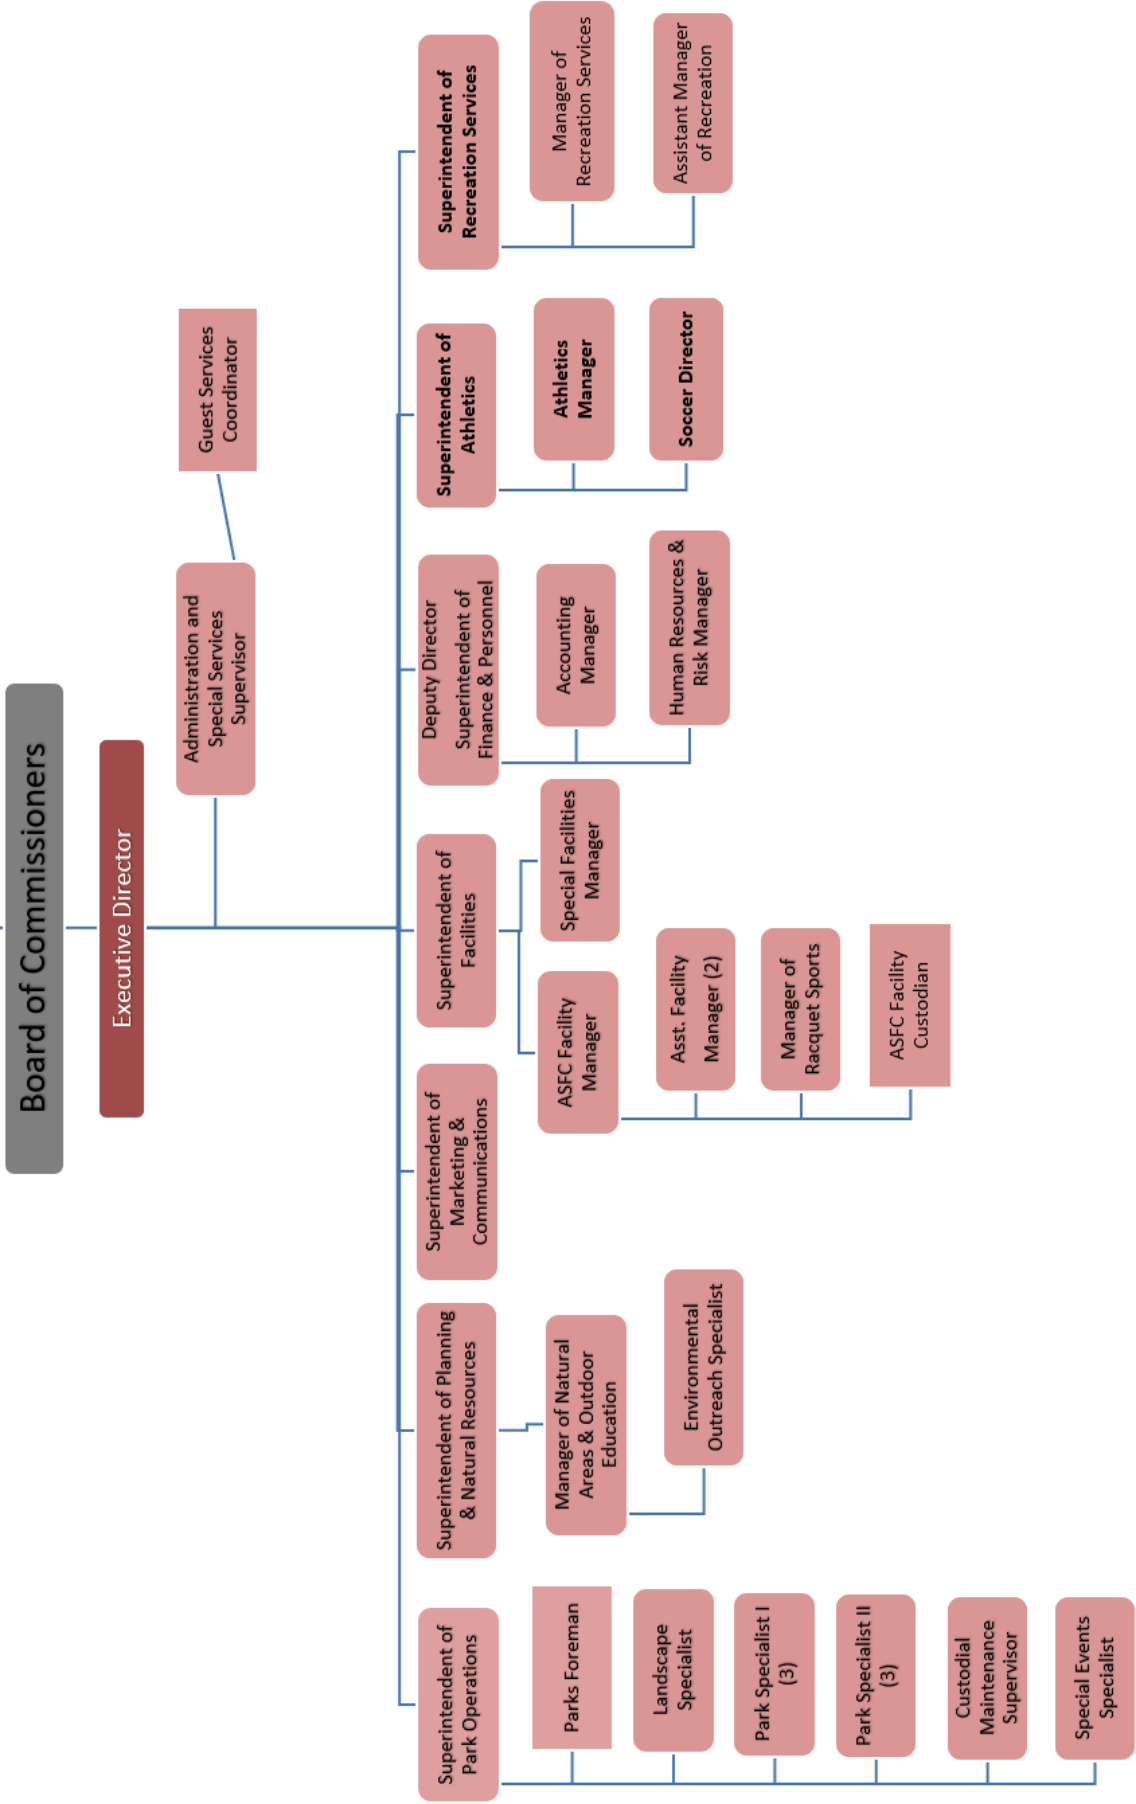 Board of Commissioners
Executive Director
Administration and
Special Services
Supervisor
Guest Services
Coordinator
Superintendent of
Park Operations
Parks Foreman
Landscape
Specialist
Park Specialist I
(3)
Park Specialist II
(3)
Custodial
Maintenance
Supervisor
Special Events
Specialist
Superintendent of Planning
& Natural Resources
Manager of Natural
Areas & Outdoor
Education
Environmental
Outreach Specialist
Superintendent of
Marketing &
Communications
Superintendent of
Facilities
ASFC Facility
Manager
Asst. Facility
Manager (2)
Manager of
Racquet Sports
ASFC Facility
Custodian
Special Facilities
Manager
Deputy Director
Superintendent of
Finance & Personnel
Accounting
Manager
Human Resources &
Risk Manager
Superintendent of
Athletics
Athletics
Manager
Soccer Director
Superintendent of
Recreation Services
Manager of
Recreation Services
Assistant Manager
of Recreation